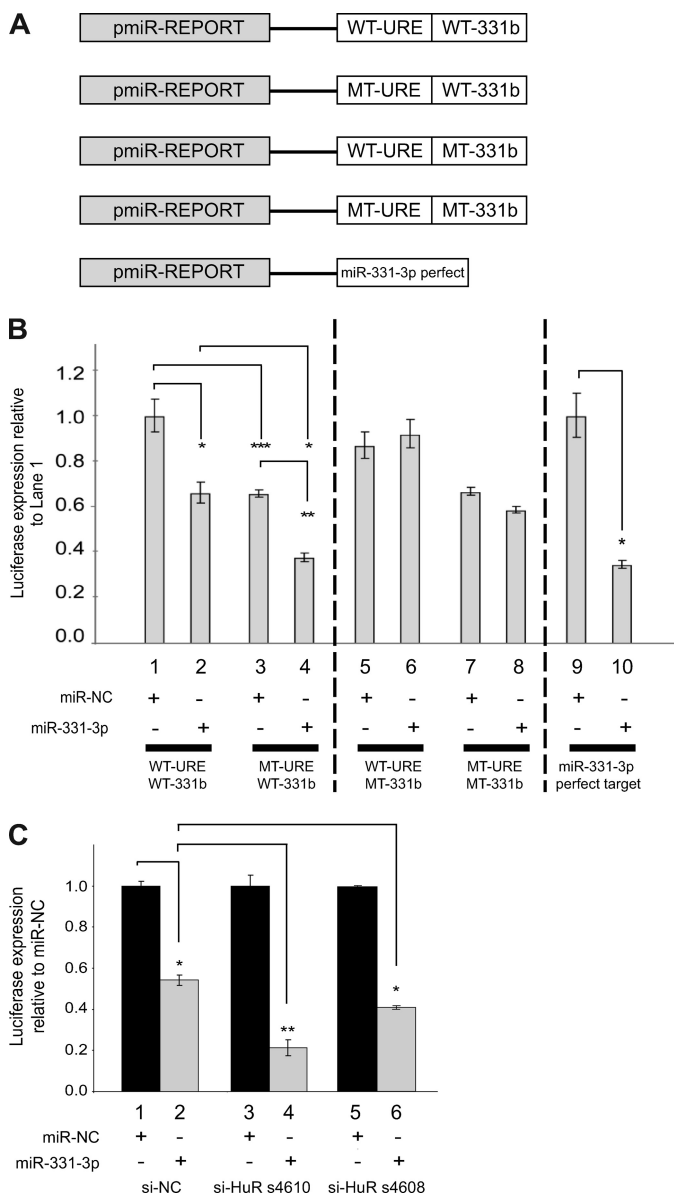 A
pmiR-REPORT WT-URE WT-331b
pmiR-REPORT MT-URE WT-331b
pmiR-REPORT WT-URE MT-331b
pmiR-REPORT MT-URE MT-331b
pmiR-REPORT miR-331-3p perfect
B
Luciferase expression relative
to Lane 1
1.2
1.0
0.8
0.6
0.4
0.2
0.0
* *** * ** *
1 2 3 4 5 6 7 8 9 10
miR-NC + - + - + - + - + -
miR-331-3p - + - + - + - + - +
WT-URE MT-URE WT-URE MT-URE miR-331-3p
WT-331b WT-331b MT-331b MT-331b perfect target
C
Luciferase expression
relative to miR-NC
1.0
0.8
0.6
0.4
0.2
0.0
* ** *
1 2 3 4 5 6
miR-NC + - + - + -
miR-331-3p - + - + - +
si-NC si-HuR s4610 si-HuR s4608